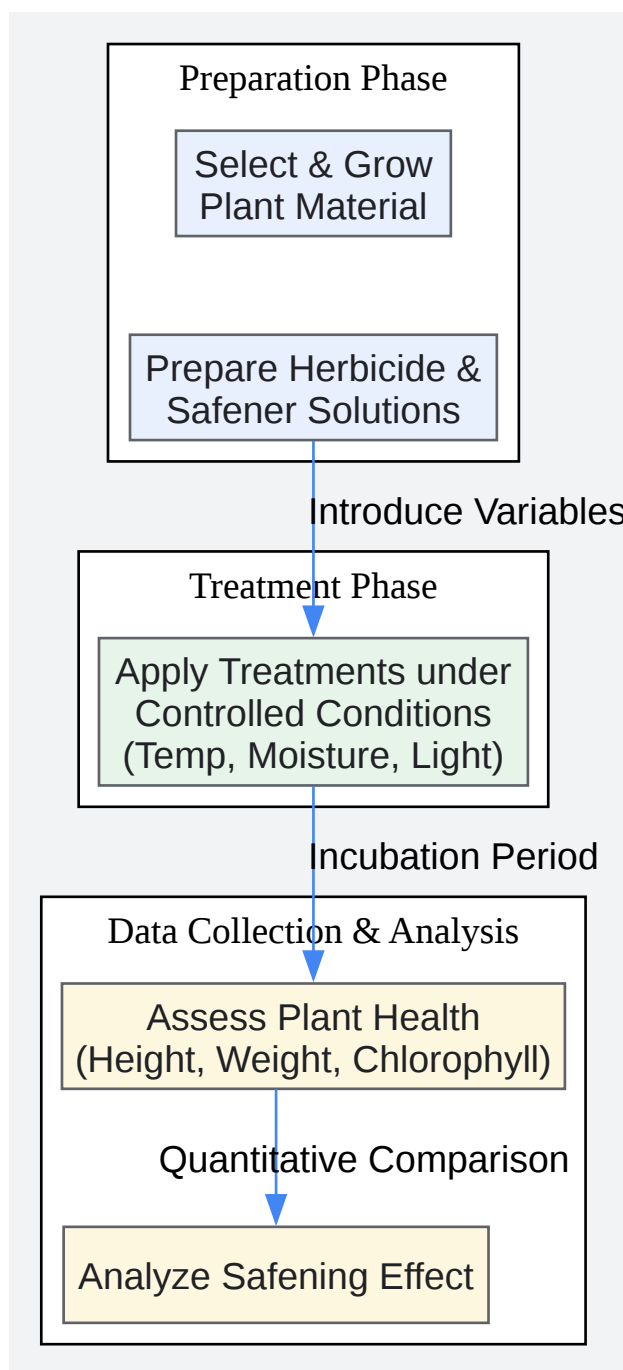 Preparation Phase
Select & Grow
Plant Material
Prepare Herbicide &
Safener Solutions
Introduce Variables
Treatment Phase
Apply Treatments under
Controlled Conditions
(Temp, Moisture, Light)
Incubation Period
Data Collection & Analysis
Assess Plant Health
(Height, Weight, Chlorophyll)
Quantitative Comparison
Analyze Safening Effect